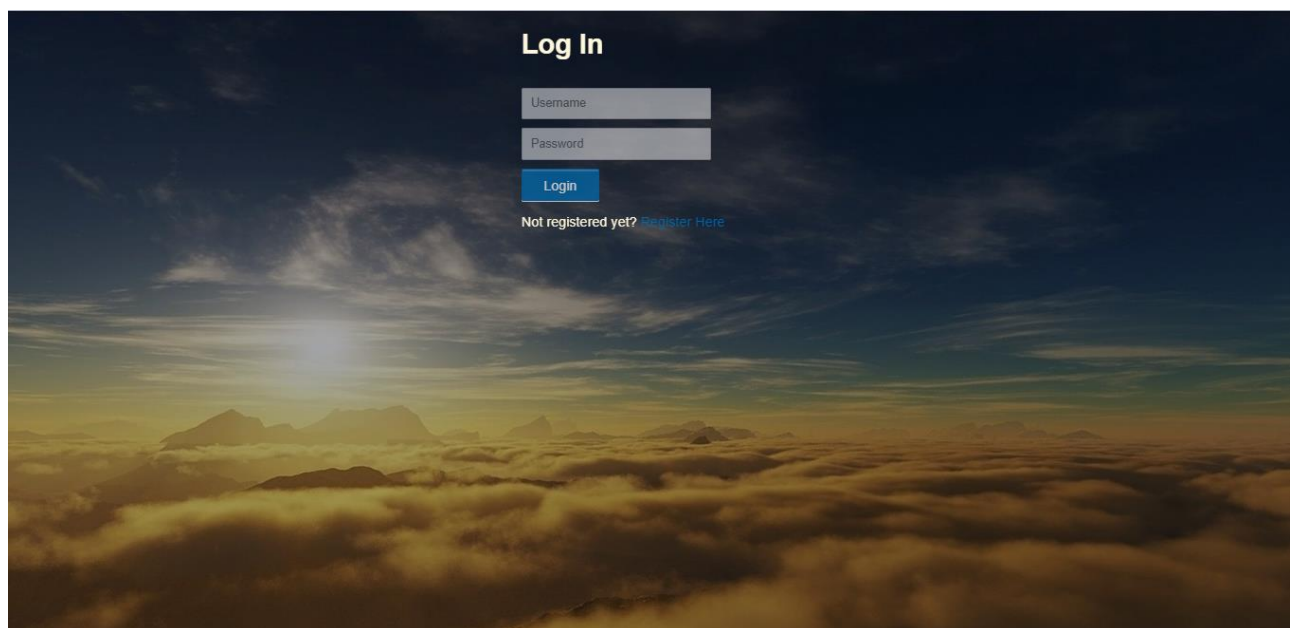 Log In
Username
Password
Login
Not registered yet? Register Here